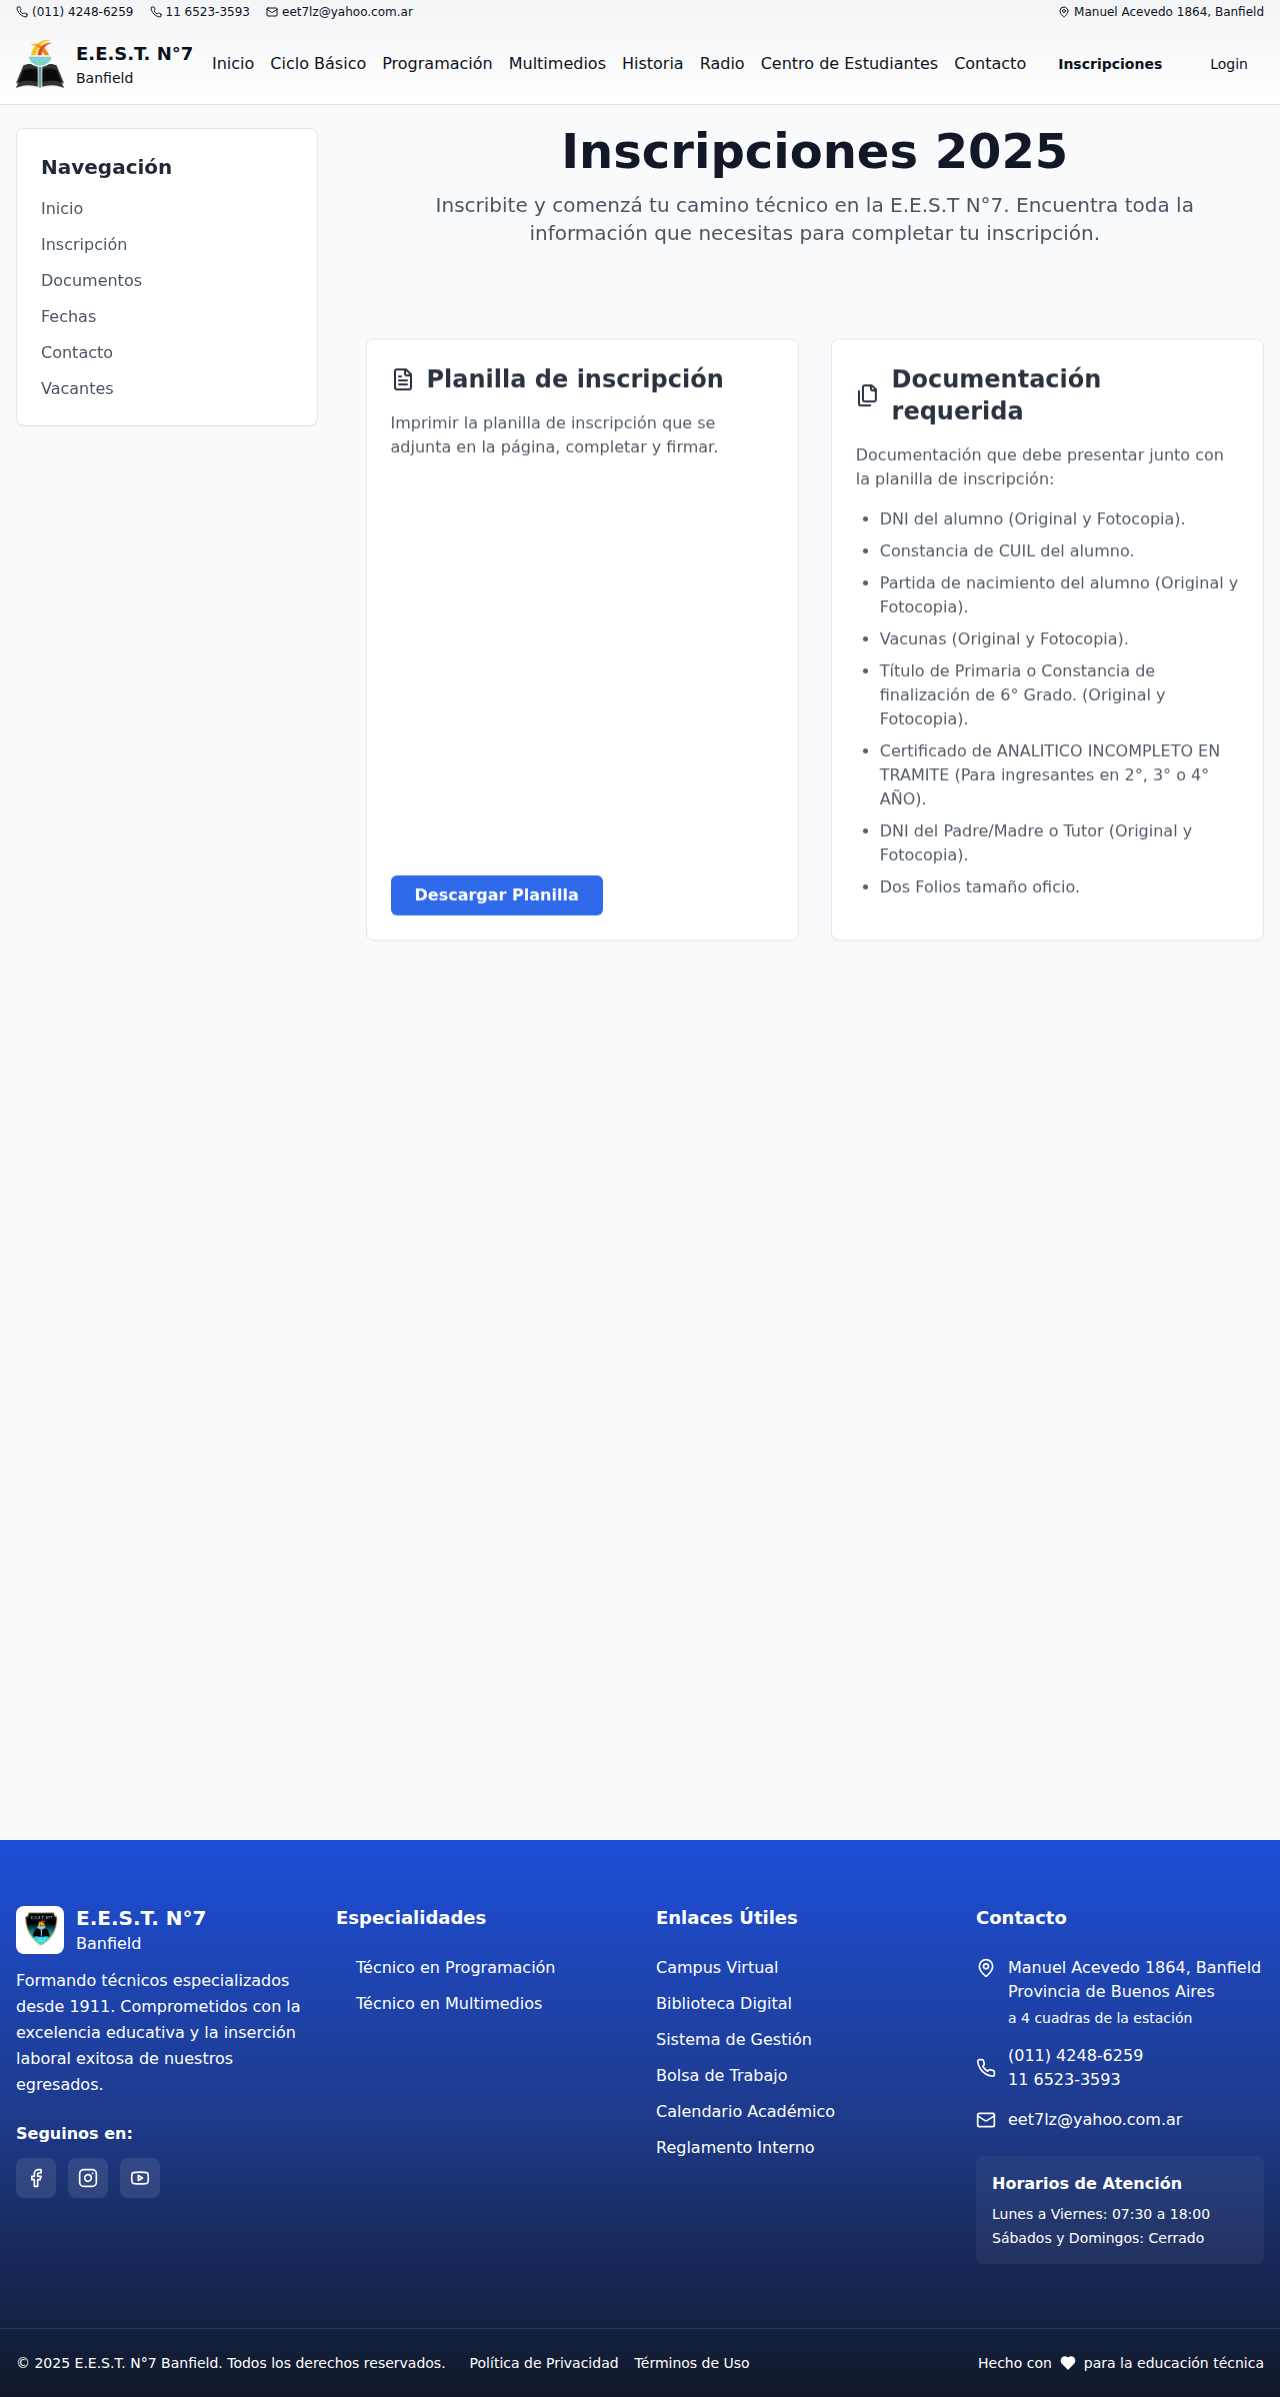 (011) 4248-6259 11 6523-3593 eet7lz@yahoo.com.ar Manuel Acevedo 1864, Banfield
E.E.S.T. N°7
Banfield
Inicio Ciclo Básico Programación Multimedios Historia Radio Centro de Estudiantes Contacto Inscripciones Login
Navegación
Inicio
Inscripción
Documentos
Fechas
Contacto
Vacantes
Inscripciones 2025
Inscribite y comenzá tu camino técnico en la E.E.S.T N°7. Encuentra toda la
información que necesitas para completar tu inscripción.
Planilla de inscripción
Imprimir la planilla de inscripción que se
adjunta en la página, completar y firmar.
Descargar Planilla
Documentación
requerida
Documentación que debe presentar junto con
la planilla de inscripción:
• DNI del alumno (Original y Fotocopia).
• Constancia de CUIL del alumno.
• Partida de nacimiento del alumno (Original y
Fotocopia).
• Vacunas (Original y Fotocopia).
• Título de Primaria o Constancia de
finalización de 6° Grado. (Original y
Fotocopia).
• Certificado de ANALITICO INCOMPLETO EN
TRAMITE (Para ingresantes en 2°, 3° o 4°
AÑO).
• DNI del Padre/Madre o Tutor (Original y
Fotocopia).
• Dos Folios tamaño oficio.
E.E.S.T. N°7
Banfield
Formando técnicos especializados
desde 1911. Comprometidos con la
excelencia educativa y la inserción
laboral exitosa de nuestros
egresados.
Seguinos en:
Especialidades
Técnico en Programación
Técnico en Multimedios
Enlaces Útiles
Campus Virtual
Biblioteca Digital
Sistema de Gestión
Bolsa de Trabajo
Calendario Académico
Reglamento Interno
Contacto
Manuel Acevedo 1864, Banfield
Provincia de Buenos Aires
a 4 cuadras de la estación
(011) 4248-6259
11 6523-3593
eet7lz@yahoo.com.ar
Horarios de Atención
Lunes a Viernes: 07:30 a 18:00
Sábados y Domingos: Cerrado
© 2025 E.E.S.T. N°7 Banfield. Todos los derechos reservados. Política de Privacidad Términos de Uso Hecho con para la educación técnica